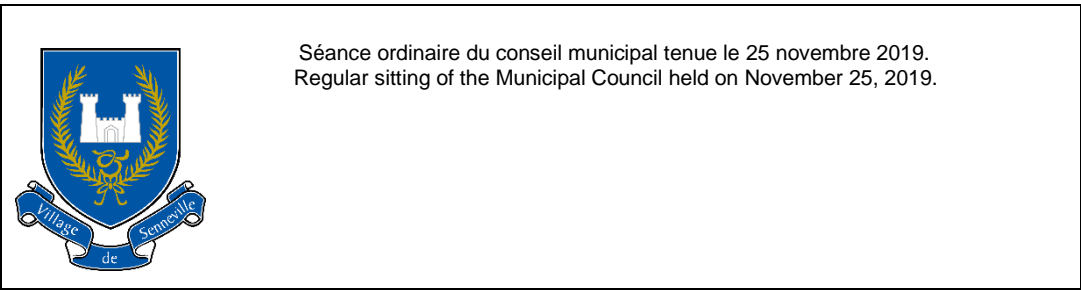 Séance ordinaire du conseil municipal tenue le 25 novembre 2019.
Regular sitting of the Municipal Council held on November 25, 2019.
Village
de
Senneville